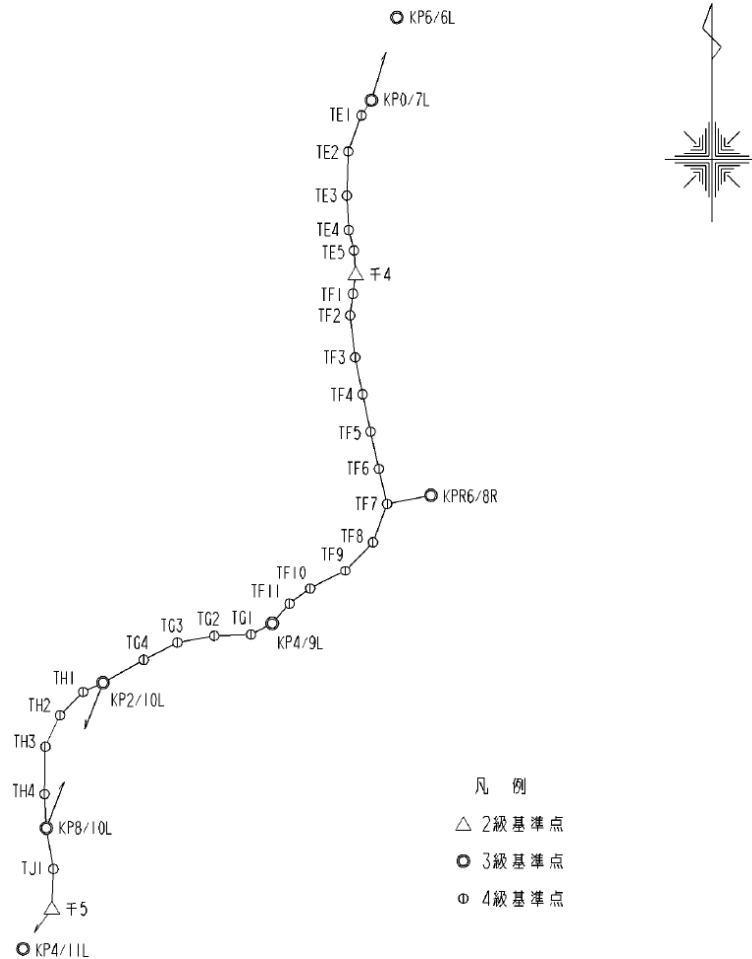 KP6/6L
KP0/7L
TE1
TE2
TE3
TE4
TE5
千4
TF1
TF2
TF3
TF4
TF5
TF6
KPR6/8R
TF7
TF8
TF9
TF10
TF11
TG1
TG2
TG3
KP4/9L
TG4
TH1
KP2/10L
TH2
TH3
凡 例
TH4
2級基準点
KP8/10L
3級基準点
TJ1
4級基準点
千5
KP4/11L